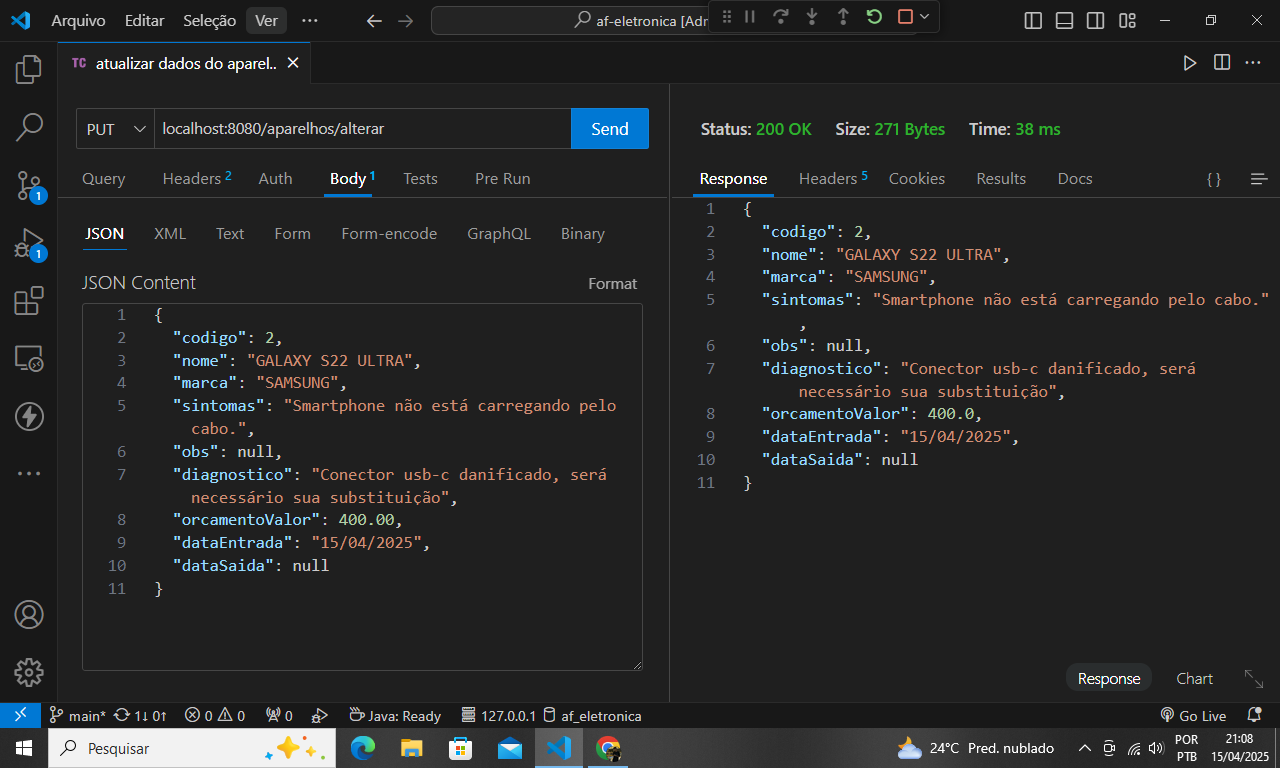 Arquivo Editar Seleção Ver ··· af-eletronica [Adr
TC atualizar dados do aparel..
PUT localhost:8080/aparelhos/alterar Send
Status: 200 OK Size: 271 Bytes Time: 38 ms
Query Headers 2 Auth Body 1 Tests Pre Run
Response Headers 5 Cookies Results Docs { }
JSON XML Text Form Form-encode GraphQL Binary
JSON Content Format
1 {
2 "codigo": 2,
3 "nome": "GALAXY S22 ULTRA",
4 "marca": "SAMSUNG",
5 "sintomas": "Smartphone não está carregando pelo
cabo.",
6 "obs": null,
7 "diagnostico": "Conector usb-c danificado, será
necessário sua substituição",
8 "orcamentoValor": 400.00,
9 "dataEntrada": "15/04/2025",
10 "dataSaida": null
11 }
1 {
2 "codigo": 2,
3 "nome": "GALAXY S22 ULTRA",
4 "marca": "SAMSUNG",
5 "sintomas": "Smartphone não está carregando pelo cabo."
,
6 "obs": null,
7 "diagnostico": "Conector usb-c danificado, será
necessário sua substituição",
8 "orcamentoValor": 400.0,
9 "dataEntrada": "15/04/2025",
10 "dataSaida": null
11 }
1
1
Response Chart
main* 1↓ 0↑ 0 0 0 Java: Ready 127.0.0.1 af_eletronica Go Live
Pesquisar 24°C Pred. nublado POR PTB 21:08 15/04/2025